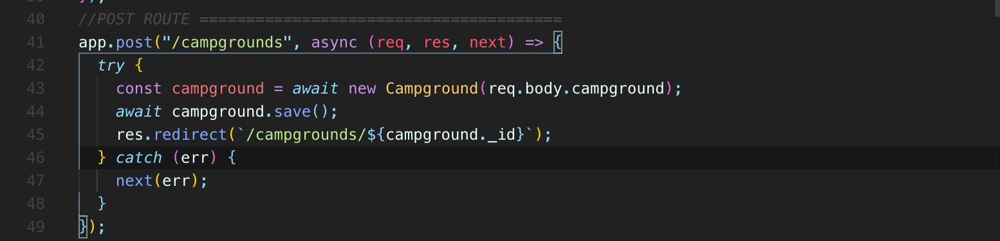 40 //POST ROUTE =======================================
41 app.post("/campgrounds", async (req, res, next) => {
42 try {
43 const campground = await new Campground(req.body.campground);
44 await campground.save();
45 res.redirect(`/campgrounds/${campground._id}`);
46 } catch (err) {
47 next(err);
48 }
49 });